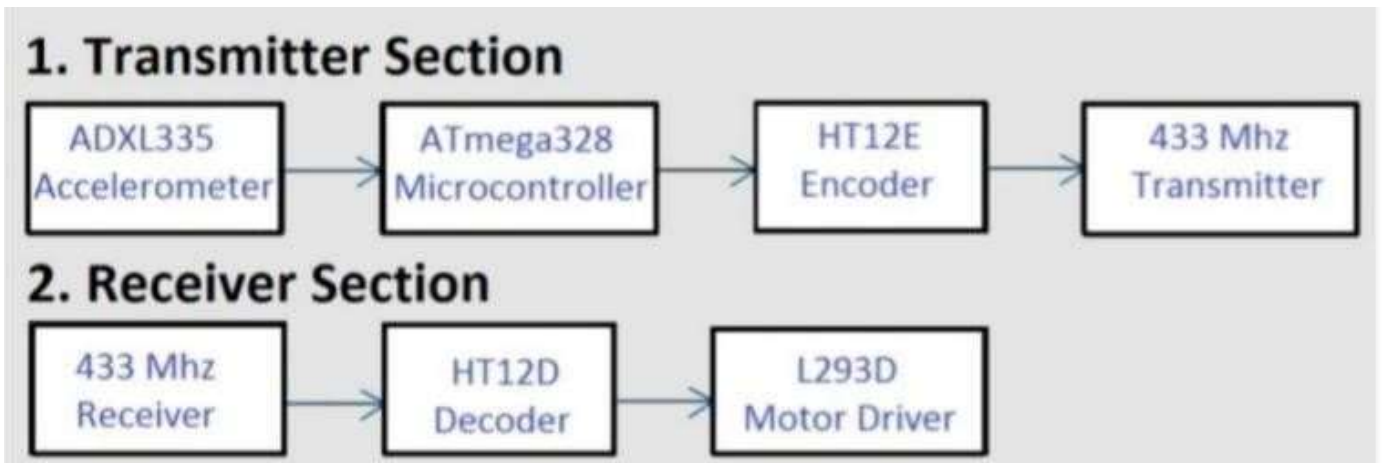 1. Transmitter Section
ADXL335
Accelerometer
ATmega328
Microcontroller
HT12E
Encoder
433 Mhz
Transmitter
2. Receiver Section
433 Mhz
Receiver
HT12D
Decoder
L293D
Motor Driver